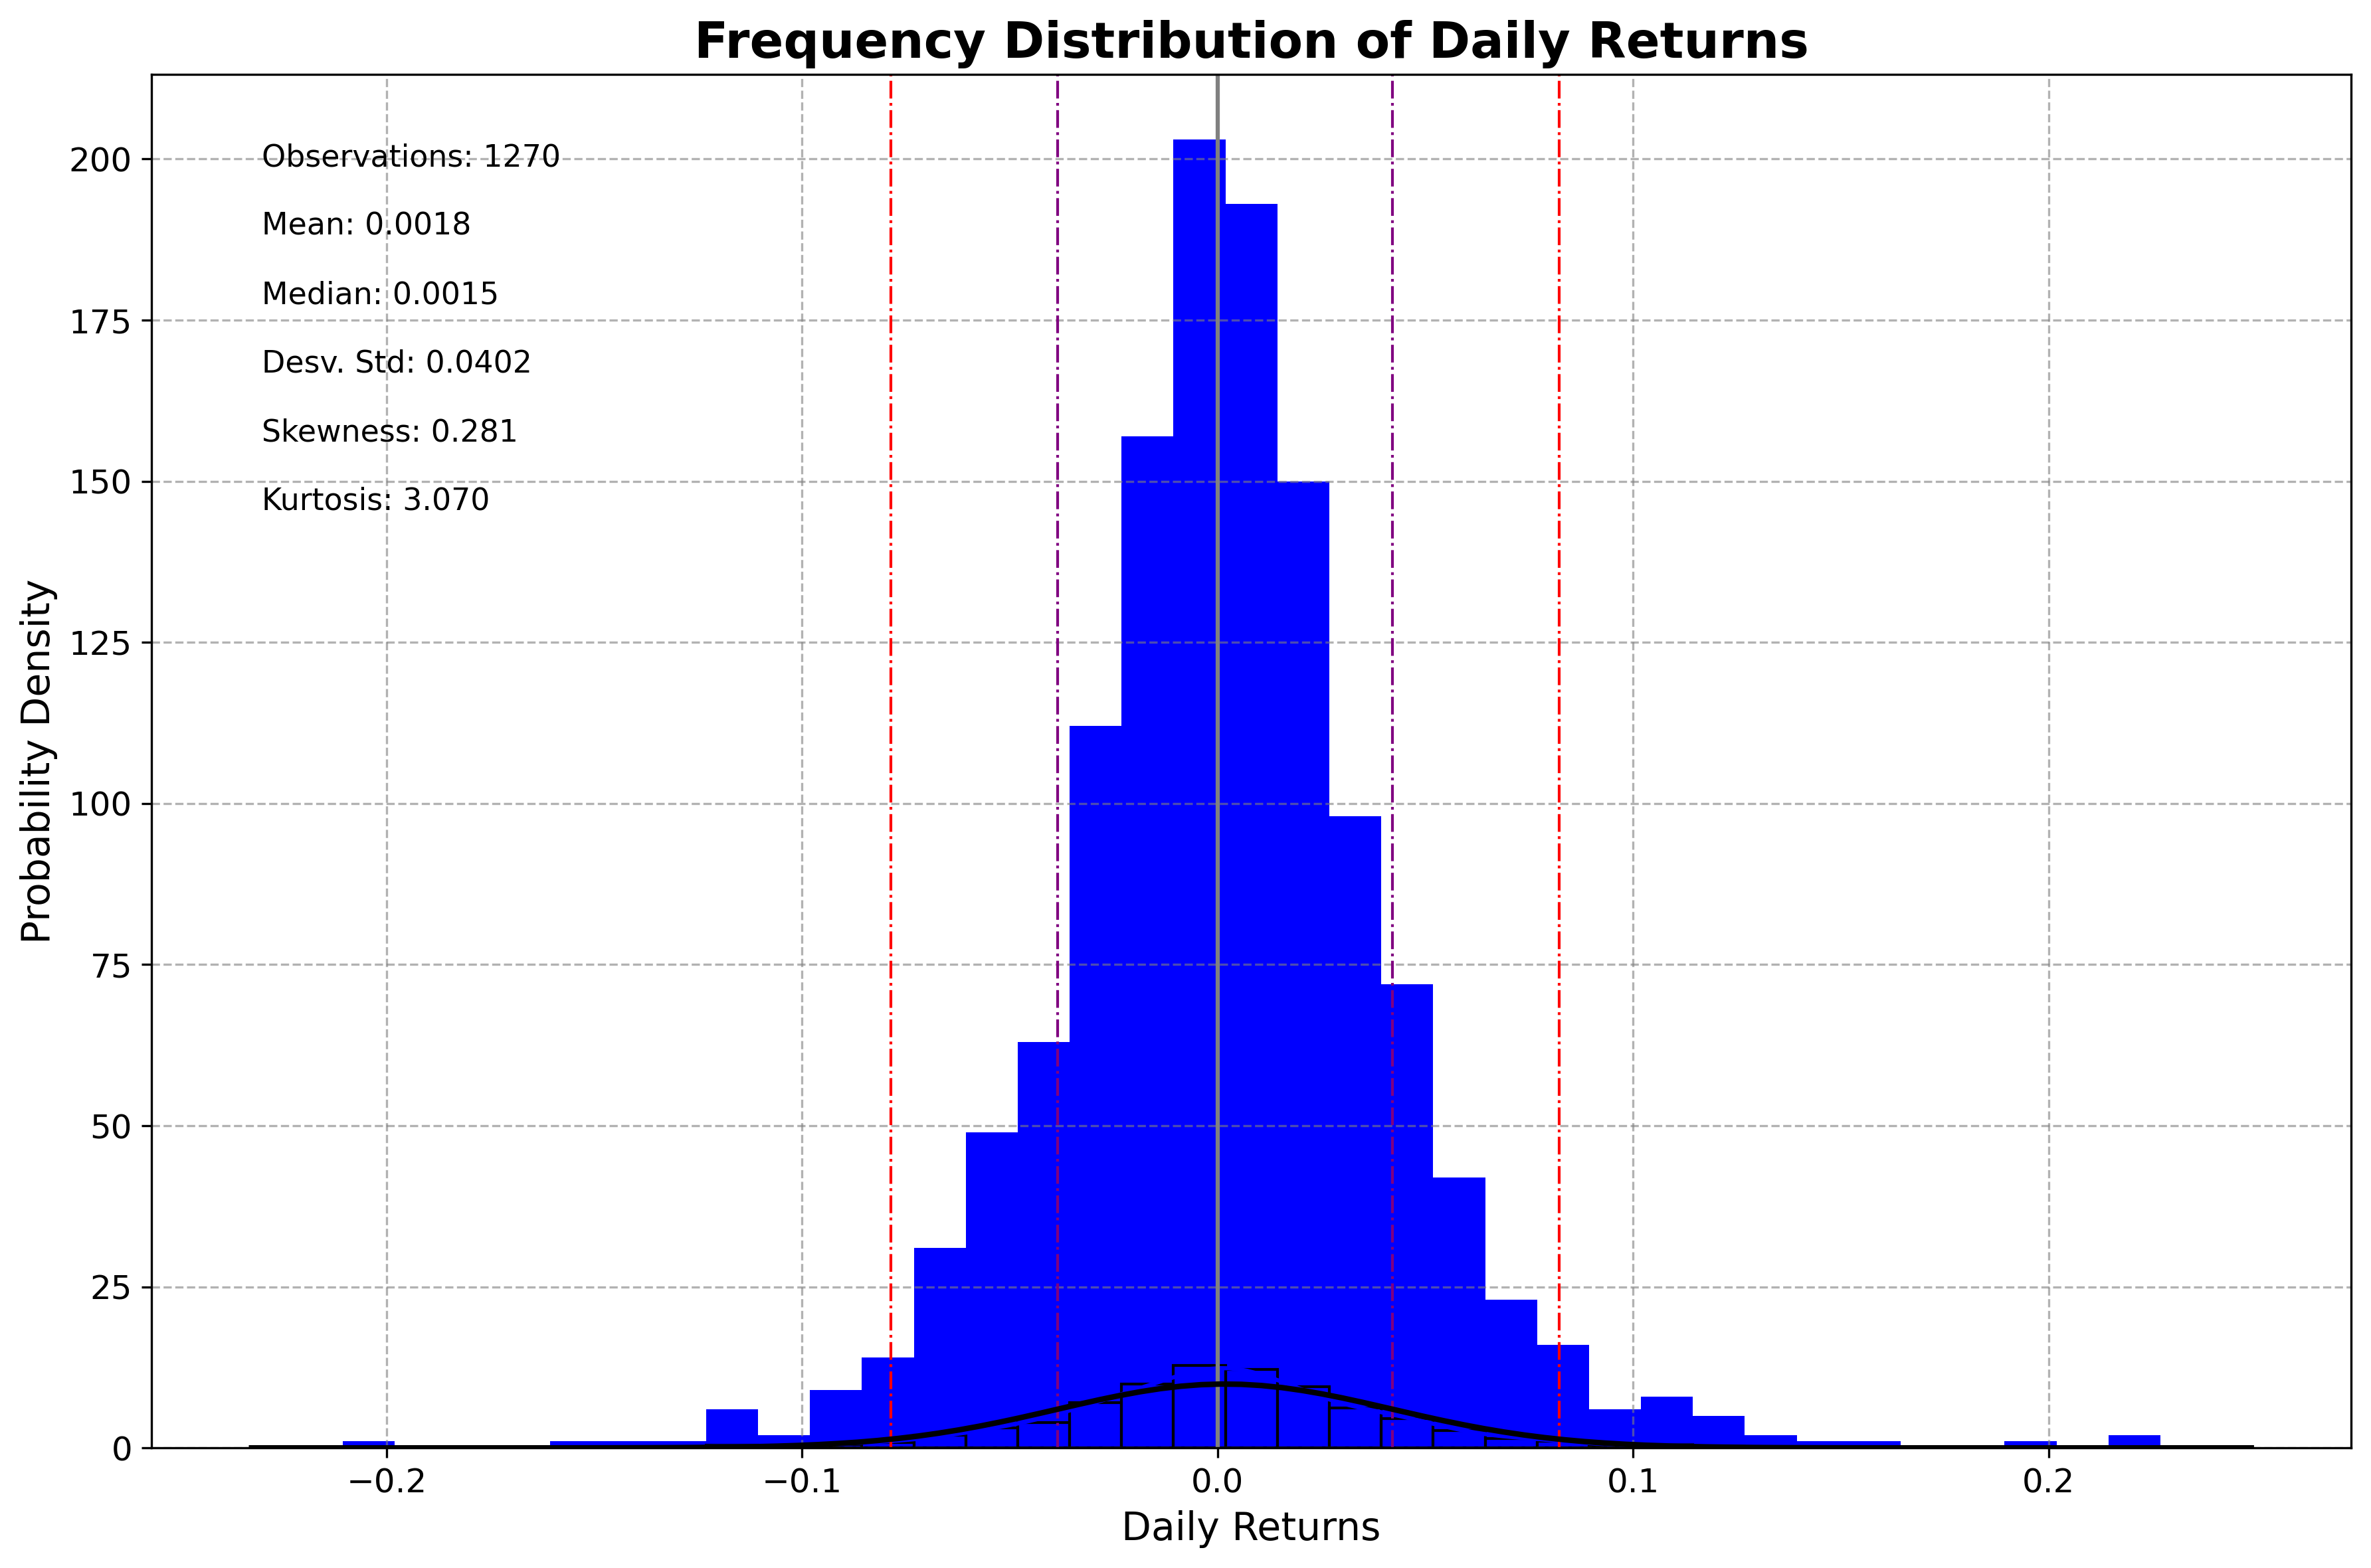 Frequency Distribution of Daily Returns
Observations: 1270
Mean: 0.0018
Median: 0.0015
Desv. Std: 0.0402
Skewness: 0.281
Kurtosis: 3.070
Probability Density
200
175
150
125
100
75
50
25
0
−0.2
−0.1
0.0
0.1
0.2
Daily Returns